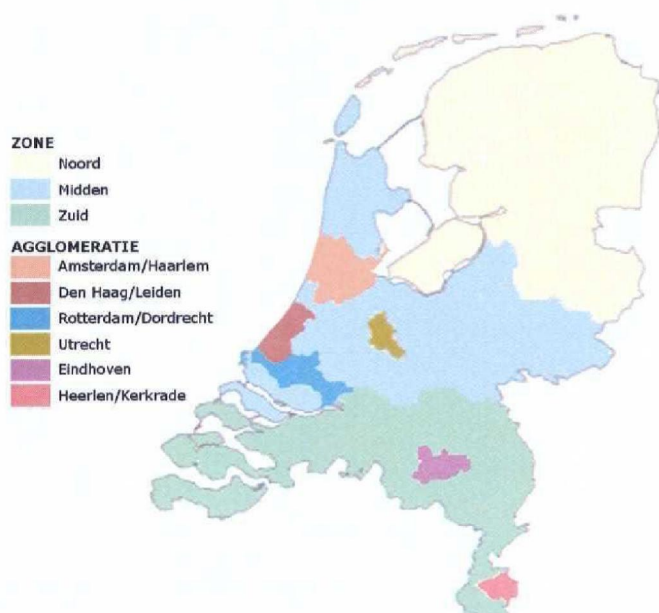 ZONE
Noord
Midden
Zuid
AGGLOMERATIE
Amsterdam/Haarlem
Den Haag/Leiden
Rotterdam/Dordrecht
Utrecht
Eindhoven
Heerlen/Kerkrade